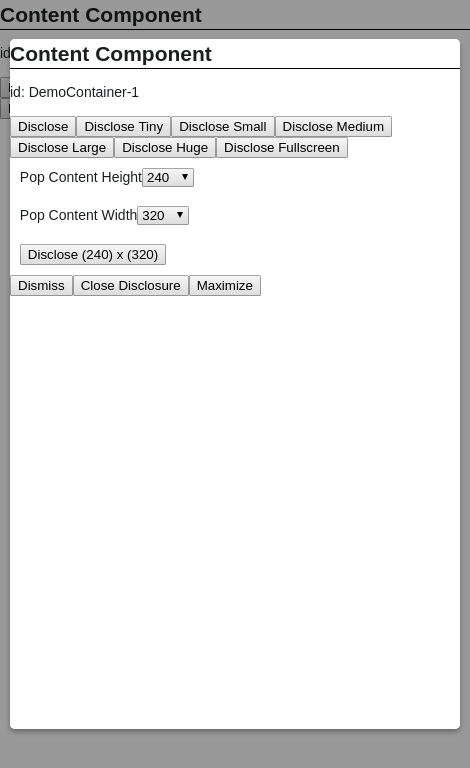 Content Component
id
Content Component
id: DemoContainer-1
Disclose Disclose Tiny Disclose Small Disclose Medium
Disclose Large Disclose Huge Disclose Fullscreen
Pop Content Height 240
Pop Content Width 320
Disclose (240) x (320)
Dismiss Close Disclosure Maximize